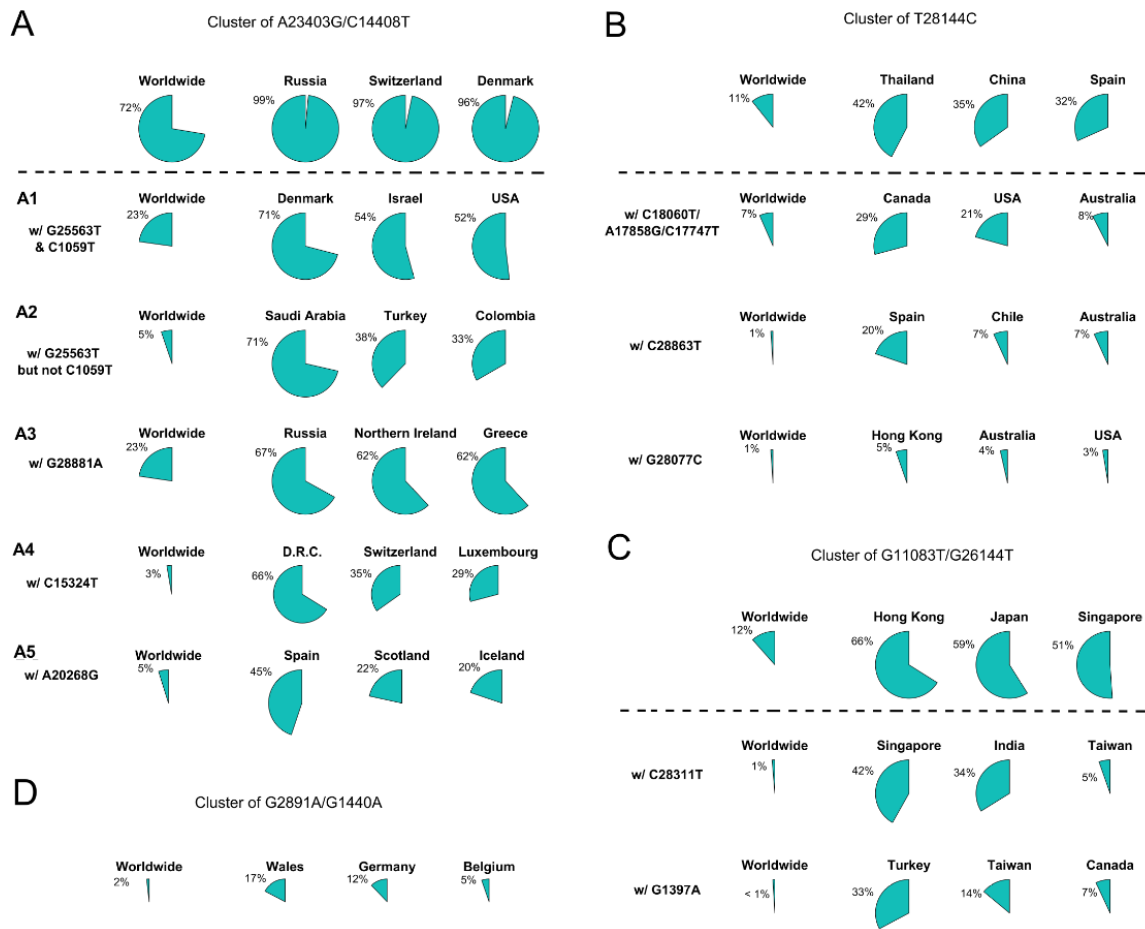 A
Cluster of A23403G/C14408T
Worldwide Russia Switzerland Denmark
72% 99% 97% 96%
A1
w/ G25563T
& C1059T
Worldwide Denmark Israel USA
23% 71% 54% 52%
A2
w/ G25563T
but not C1059T
Worldwide Saudi Arabia Turkey Colombia
5% 71% 38% 33%
A3
w/ G28881A
Worldwide Russia Northern Ireland Greece
23% 67% 62% 62%
A4
w/ C15324T
Worldwide D.R.C. Switzerland Luxembourg
3% 66% 35% 29%
A5
w/ A20268G
Worldwide Spain Scotland Iceland
5% 45% 22% 20%
B
Cluster of T28144C
Worldwide Thailand China Spain
11% 42% 35% 32%
w/ C18060T/
A17858G/C17747T
Worldwide Canada USA Australia
7% 29% 21% 8%
w/ C28863T
Worldwide Spain Chile Australia
1% 20% 7% 7%
w/ G28077C
Worldwide Hong Kong Australia USA
1% 5% 4% 3%
C
Cluster of G11083T/G26144T
Worldwide Hong Kong Japan Singapore
12% 66% 59% 51%
w/ C28311T
Worldwide Singapore India Taiwan
1% 42% 34% 5%
w/ G1397A
Worldwide Turkey Taiwan Canada
< 1% 33% 14% 7%
D
Cluster of G2891A/G1440A
Worldwide Wales Germany Belgium
2% 17% 12% 5%